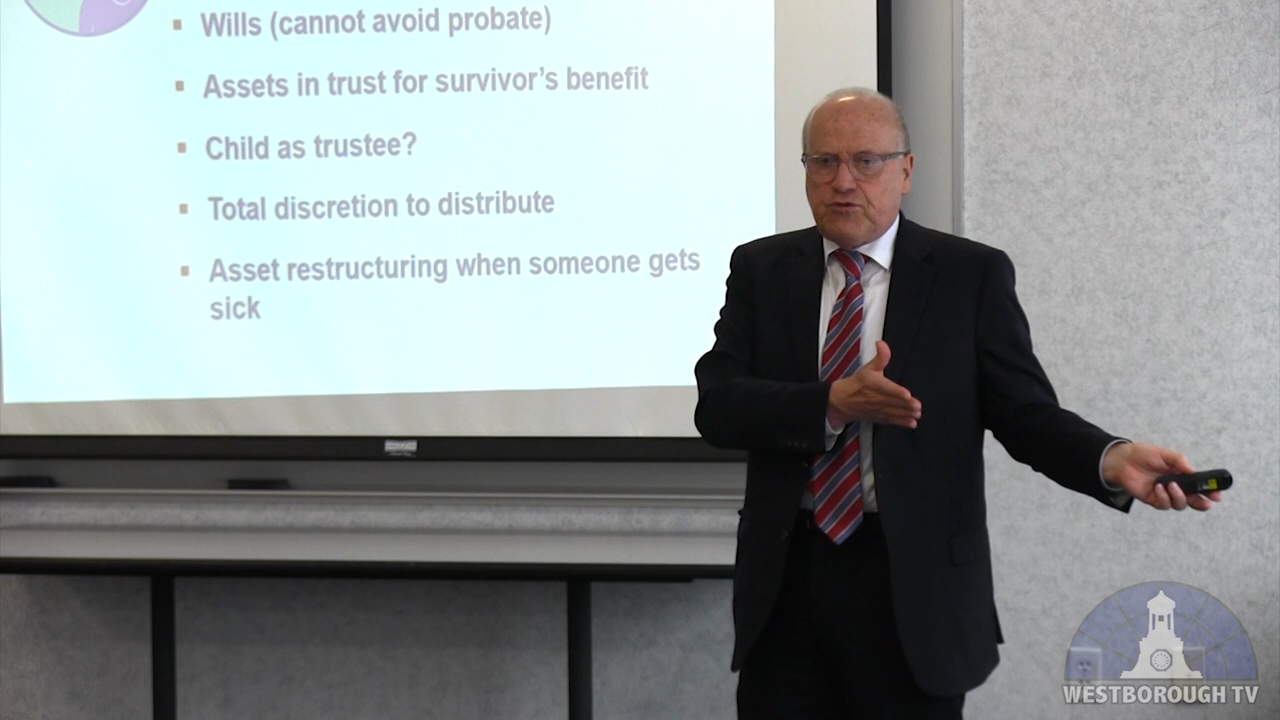 Wills (cannot avoid probate)
Assets in trust for survivor's benefit
Child as trustee?
Total discretion to distribute
Asset restructuring when someone gets
sick
WESTBOROUGH TV